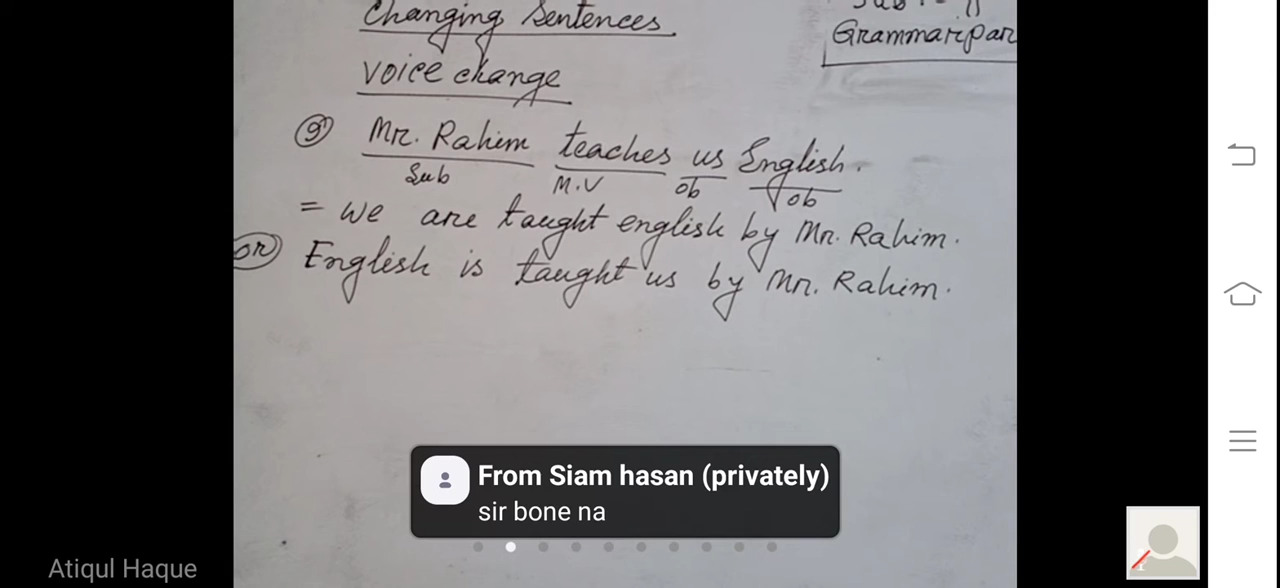 Changing Sentences
Grammar part
voice change
9) Mr. Rahim teaches us English.
Sub M.V ob ob
= we are taught english by Mr. Rahim.
or) English is taught us by Mr. Rahim.
From Siam hasan (privately)
sir bone na
Atiqul Haque